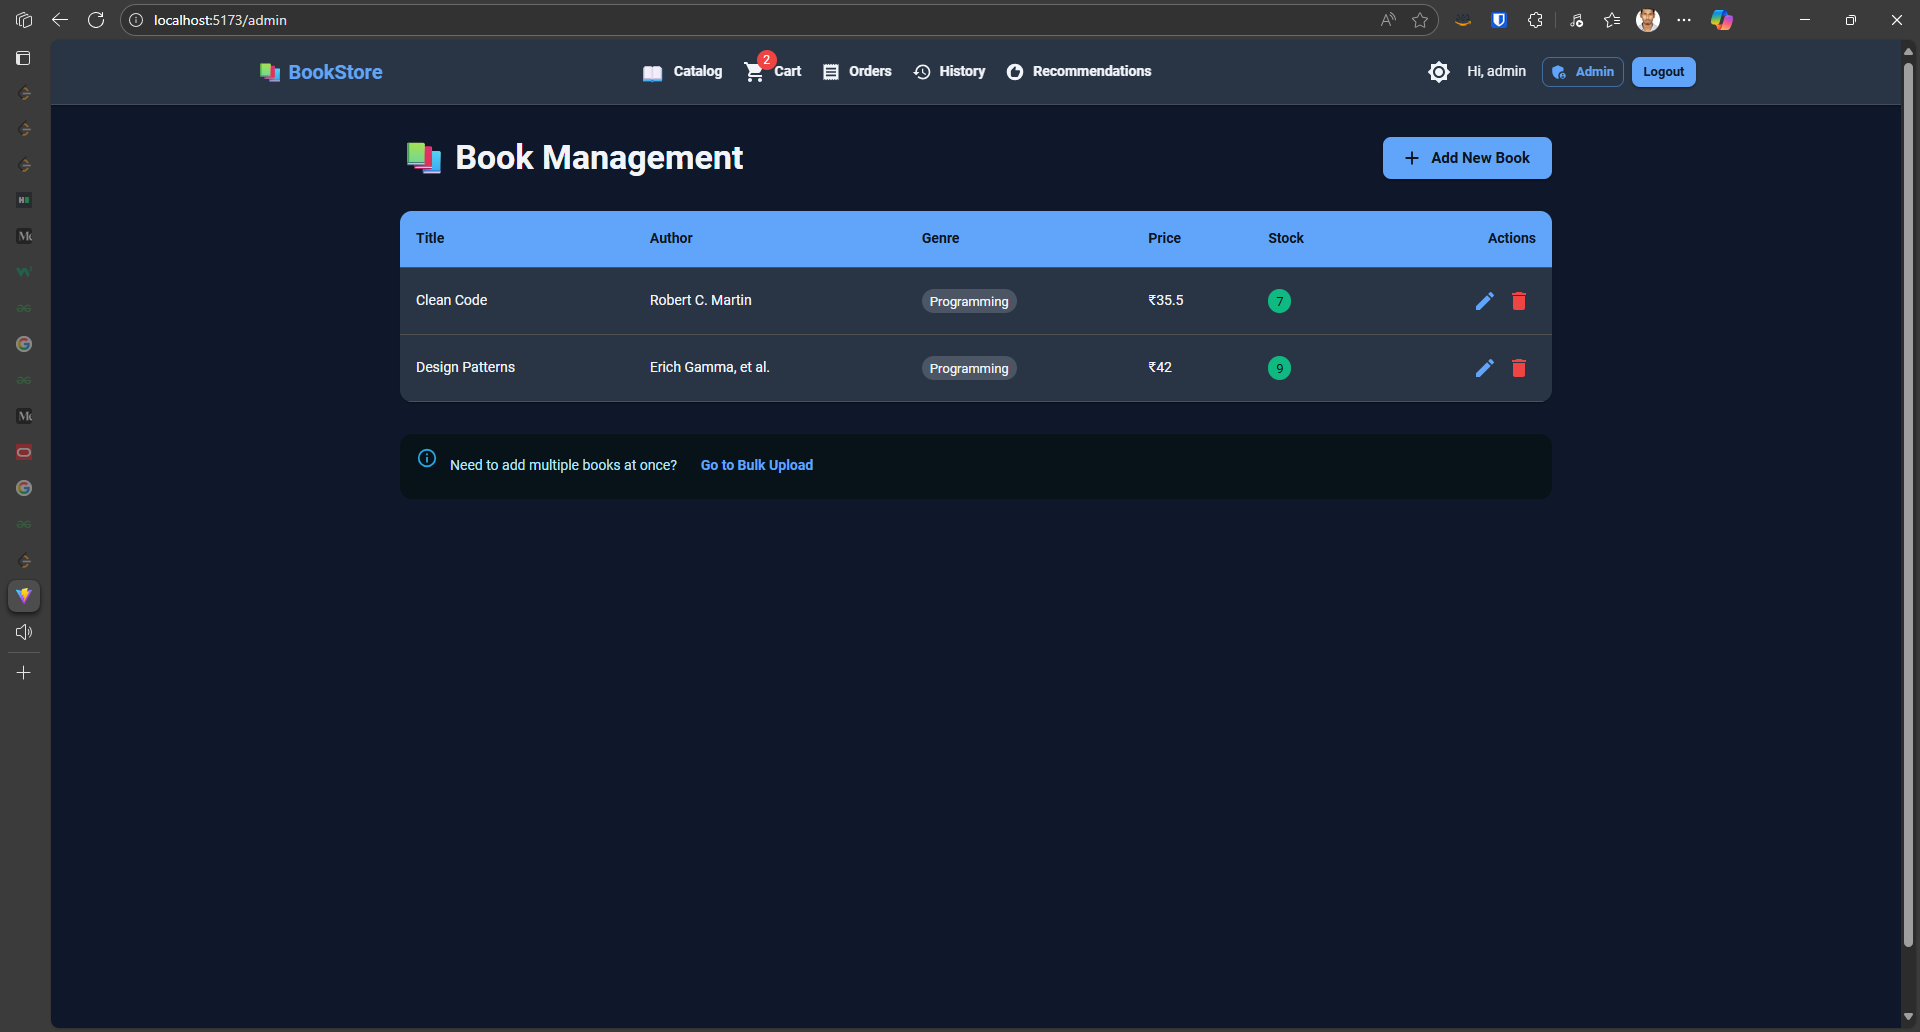 localhost:5173/admin
BookStore
Catalog
2
Cart
Orders
History
Recommendations
Hi, admin
Admin
Logout
Book Management
+ Add New Book
Title Author Genre Price Stock Actions
Clean Code Robert C. Martin Programming ₹35.5 7
Design Patterns Erich Gamma, et al. Programming ₹42 9
Need to add multiple books at once? Go to Bulk Upload